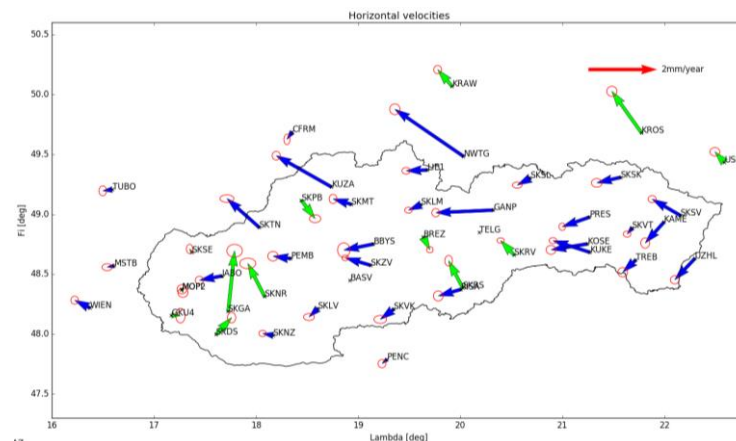 Horizontal velocities
50.5
KRAW
2mm/year
50.0
KROS
CFRM
49.5
NWTG
LIB1
SKSL
SKSK
TUBO
KUZA
SKPB
SKMT
SKLM
GANP
SKSV
49.0
PRES
KAME
SKTN
BREZ
TELG
SKVT
SKSE
BBYS
KOSE
KUKE
PEMB
SKRV
SKZV
TREB
UZHL
MSTB
JABO
48.5
BASV
MOP2
SKNR
WIEN
SKGA
SKLV
SKVK
GKU4
SKDS
SKNZ
48.0
PENC
47.5
16
17
18
19
20
21
22
Lambda [deg]
Fi [deg]